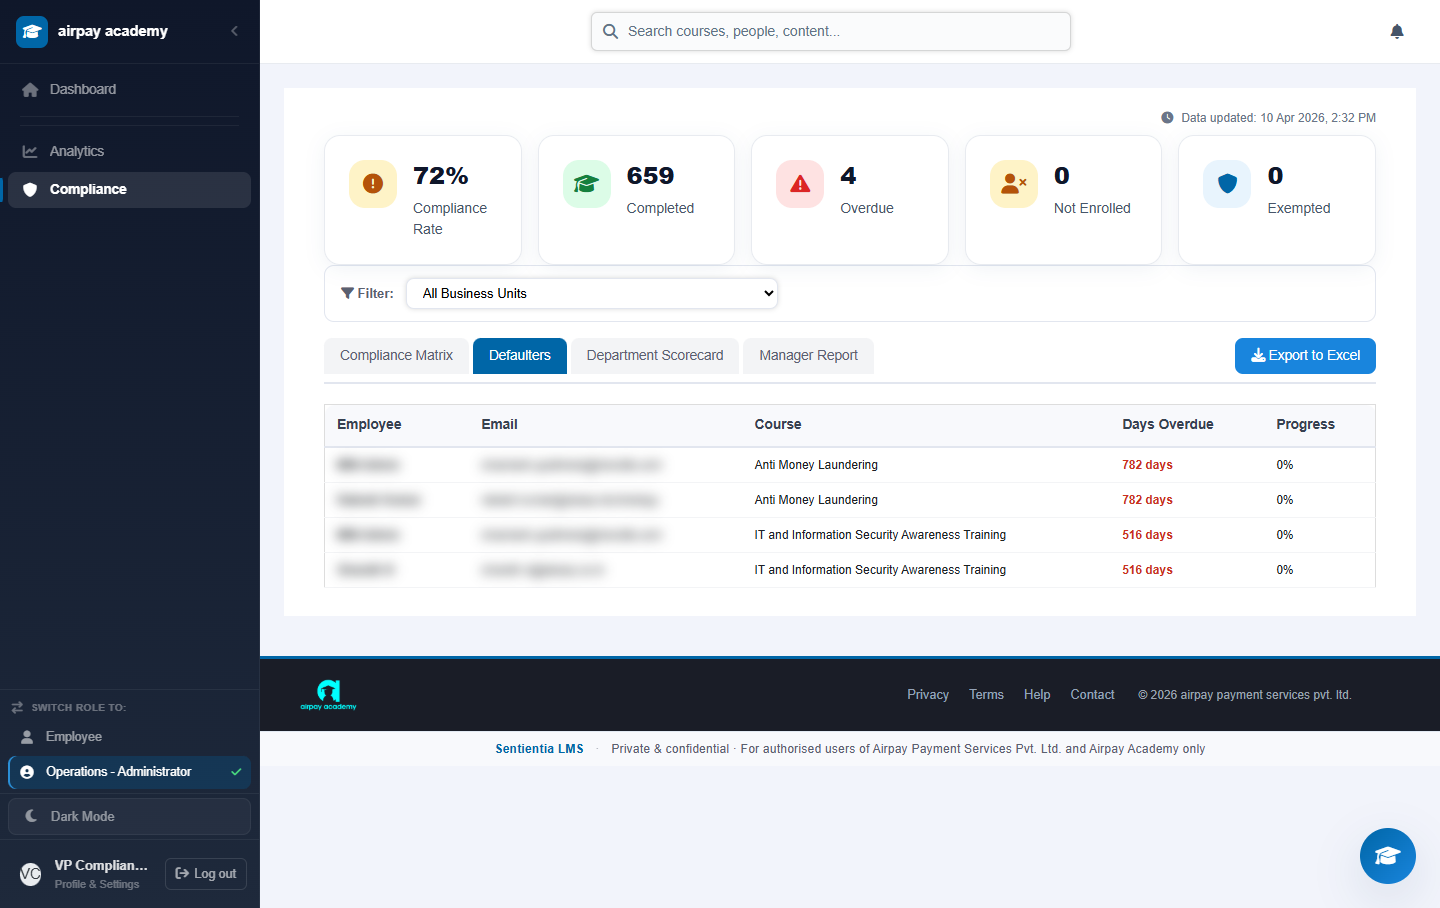 airpay academy
Search courses, people, content...
Dashboard
Analytics
Compliance
Data updated: 10 Apr 2026, 2:32 PM
72%
Compliance
Rate
659
Completed
4
Overdue
0
Not Enrolled
0
Exempted
Filter:
All Business Units
Compliance Matrix
Defaulters
Department Scorecard
Manager Report
Export to Excel
Employee Email Course Days Overdue Progress
Anti Money Laundering 782 days 0%
Anti Money Laundering 782 days 0%
IT and Information Security Awareness Training 516 days 0%
IT and Information Security Awareness Training 516 days 0%
SWITCH ROLE TO:
Employee
Operations - Administrator
Dark Mode
VC
VP Complian...
Profile & Settings
Log out
airpay academy
Privacy Terms Help Contact © 2026 airpay payment services pvt. ltd.
Sentientia LMS · Private & confidential · For authorised users of Airpay Payment Services Pvt. Ltd. and Airpay Academy only